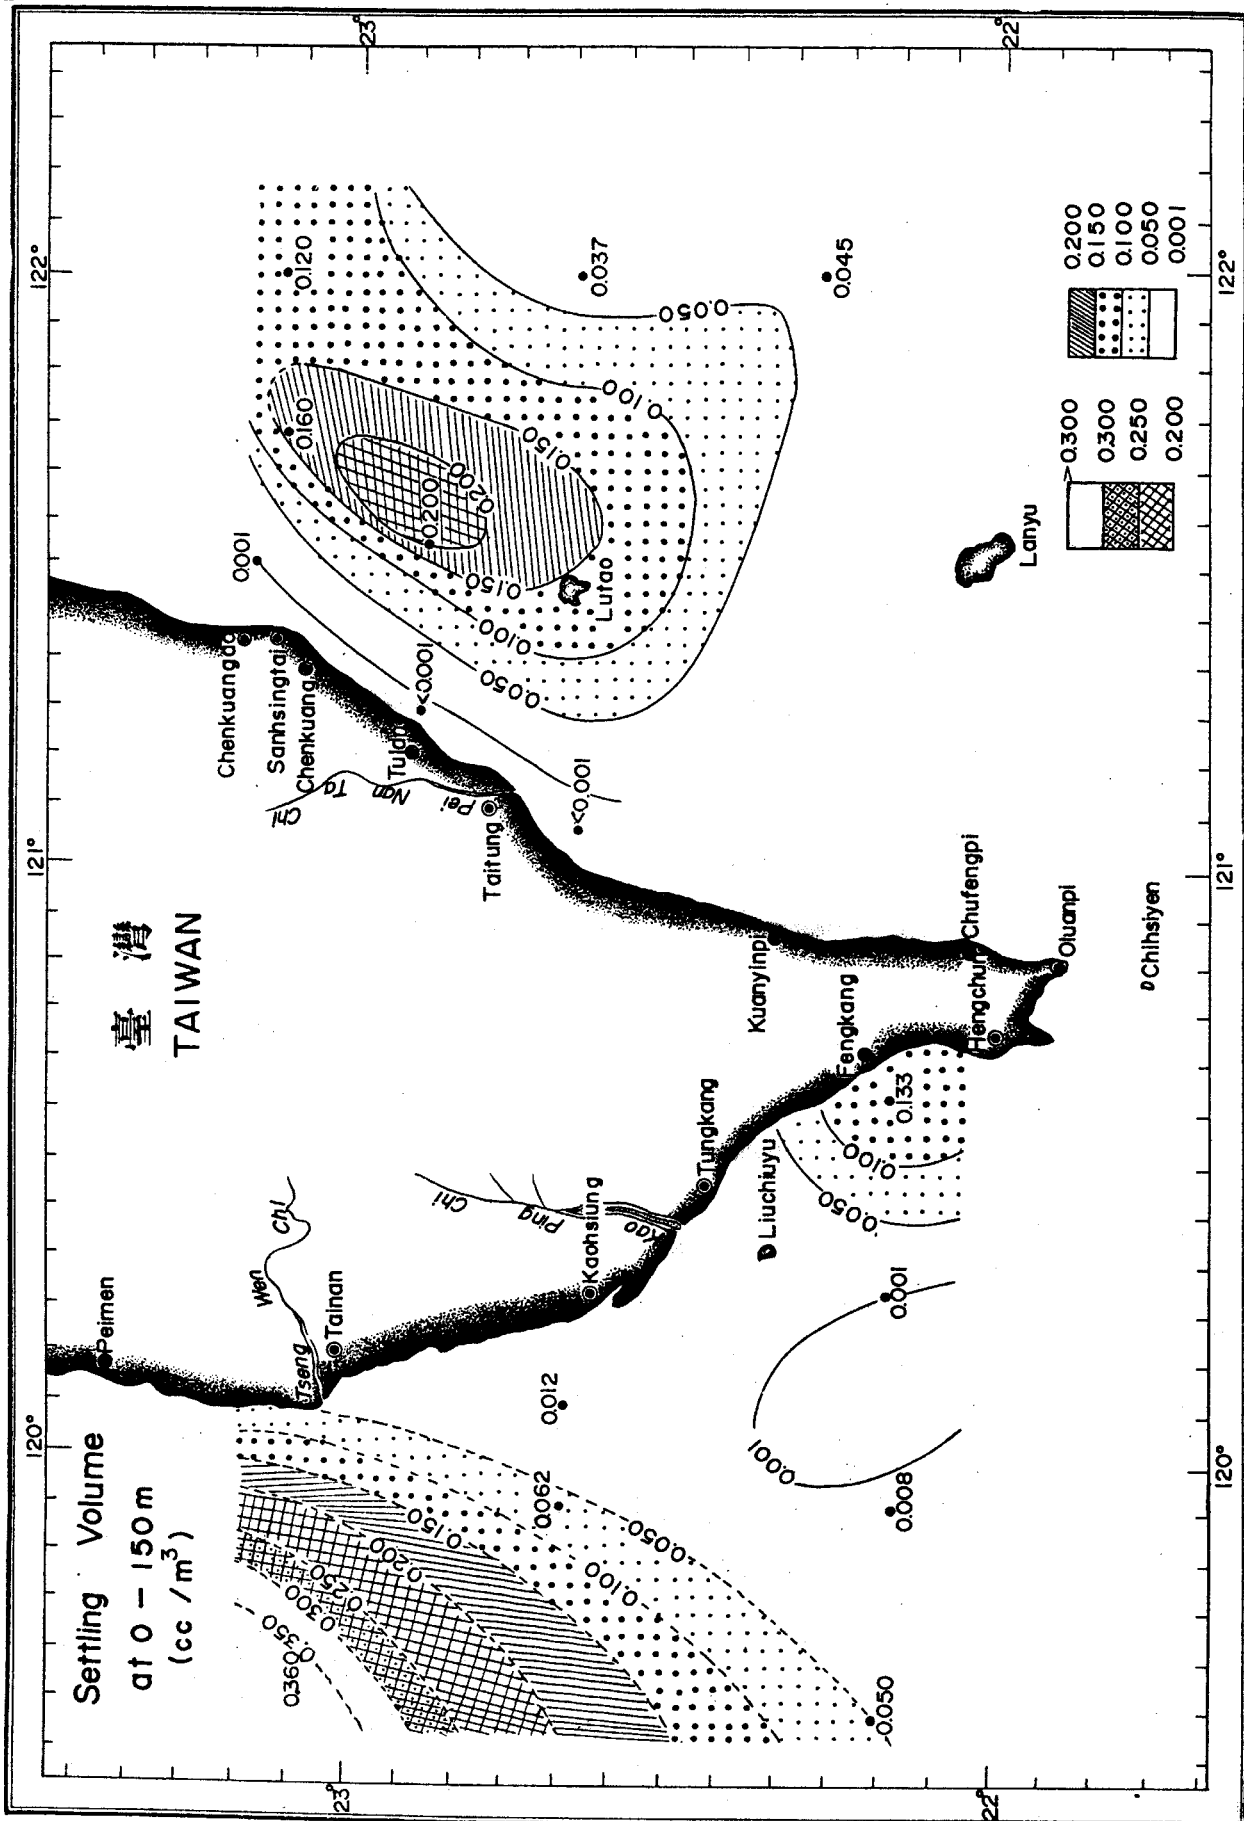 Settling Volume
at 0 – 150 m
(cc / m³)
臺灣
TAIWAN
120°
121°
122°
23°
22°
120°
121°
122°
23°
22°
Peimen
Tseng
Wen
Chi
Tainan
Kaohsiung
Kao
Ping
Chi
Tungkang
Liuchiuyu
Fengkang
Kuanyinpi
Hengchun
Chufengpi
Oluanpi
Chihsiyen
Chenkuangao
Sanhsingtai
Chenkuang
Tulan
Chi
Ta
Nan
Pei
Taitung
Lutao
Lanyu
0.360
0.350
0.300
0.250
0.200
0.150
0.100
0.050
0.062
0.012
0.050
0.008
0.001
0.001
0.050
0.100
0.133
0.001
<0.001
<0.001
0.050
0.100
0.150
0.160
0.200
0.200
0.150
0.100
0.050
0.120
0.037
0.045
>0.300
0.300
0.250
0.200
0.200
0.150
0.100
0.050
0.001